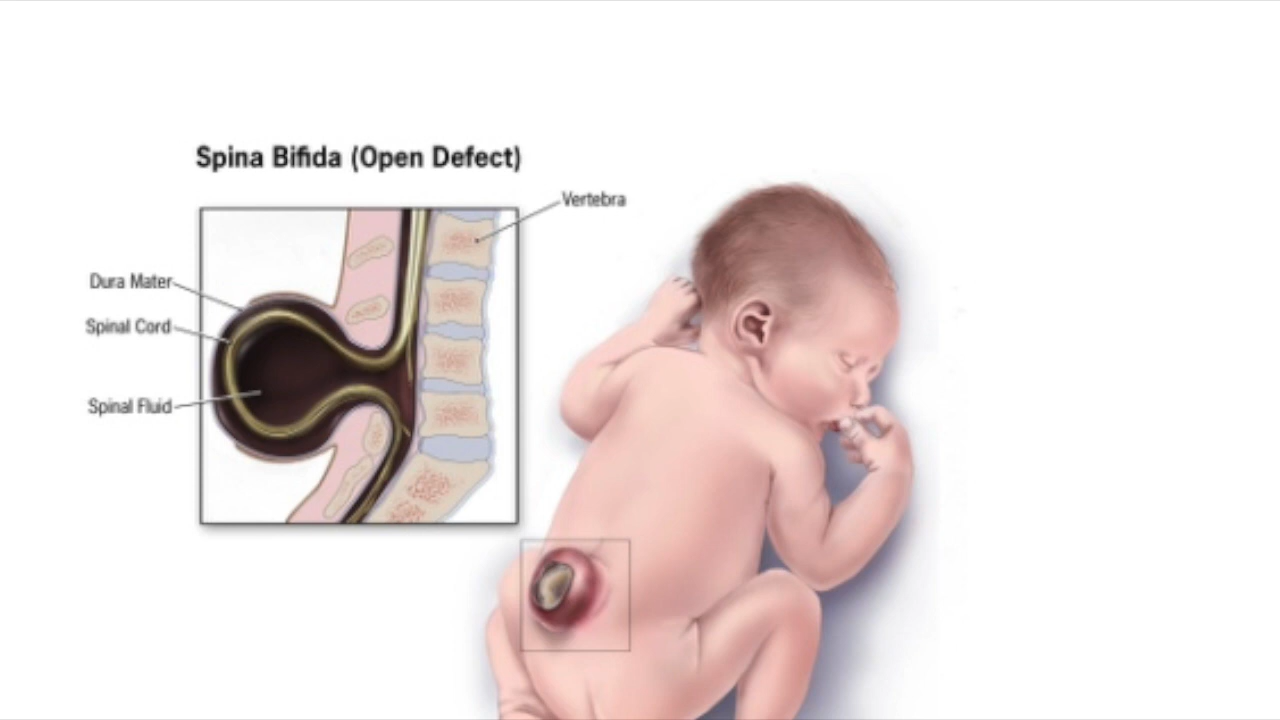 Spina Bifida (Open Defect)
Vertebra
Dura Mater
Spinal Cord
Spinal Fluid